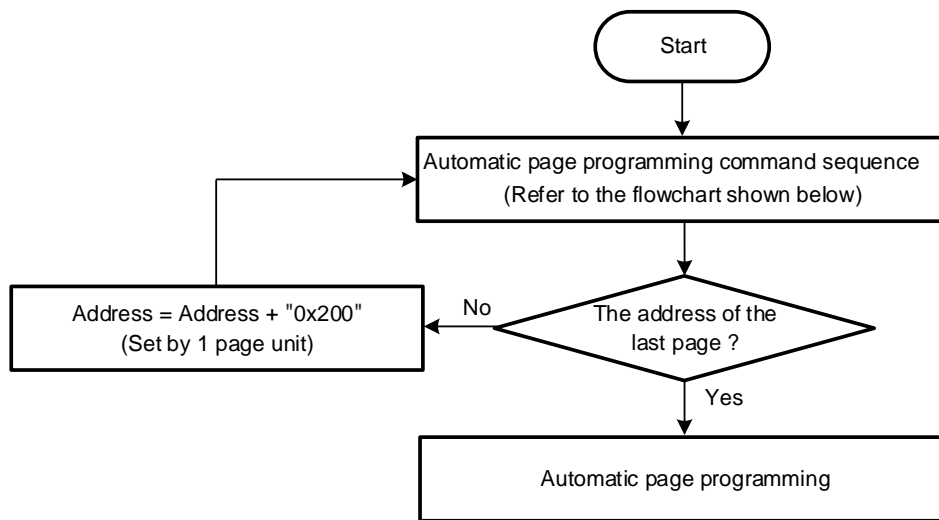 Start
Automatic page programming command sequence
(Refer to the flowchart shown below)
Address = Address + "0x200"
(Set by 1 page unit)
No
The address of the
last page ?
Yes
Automatic page programming